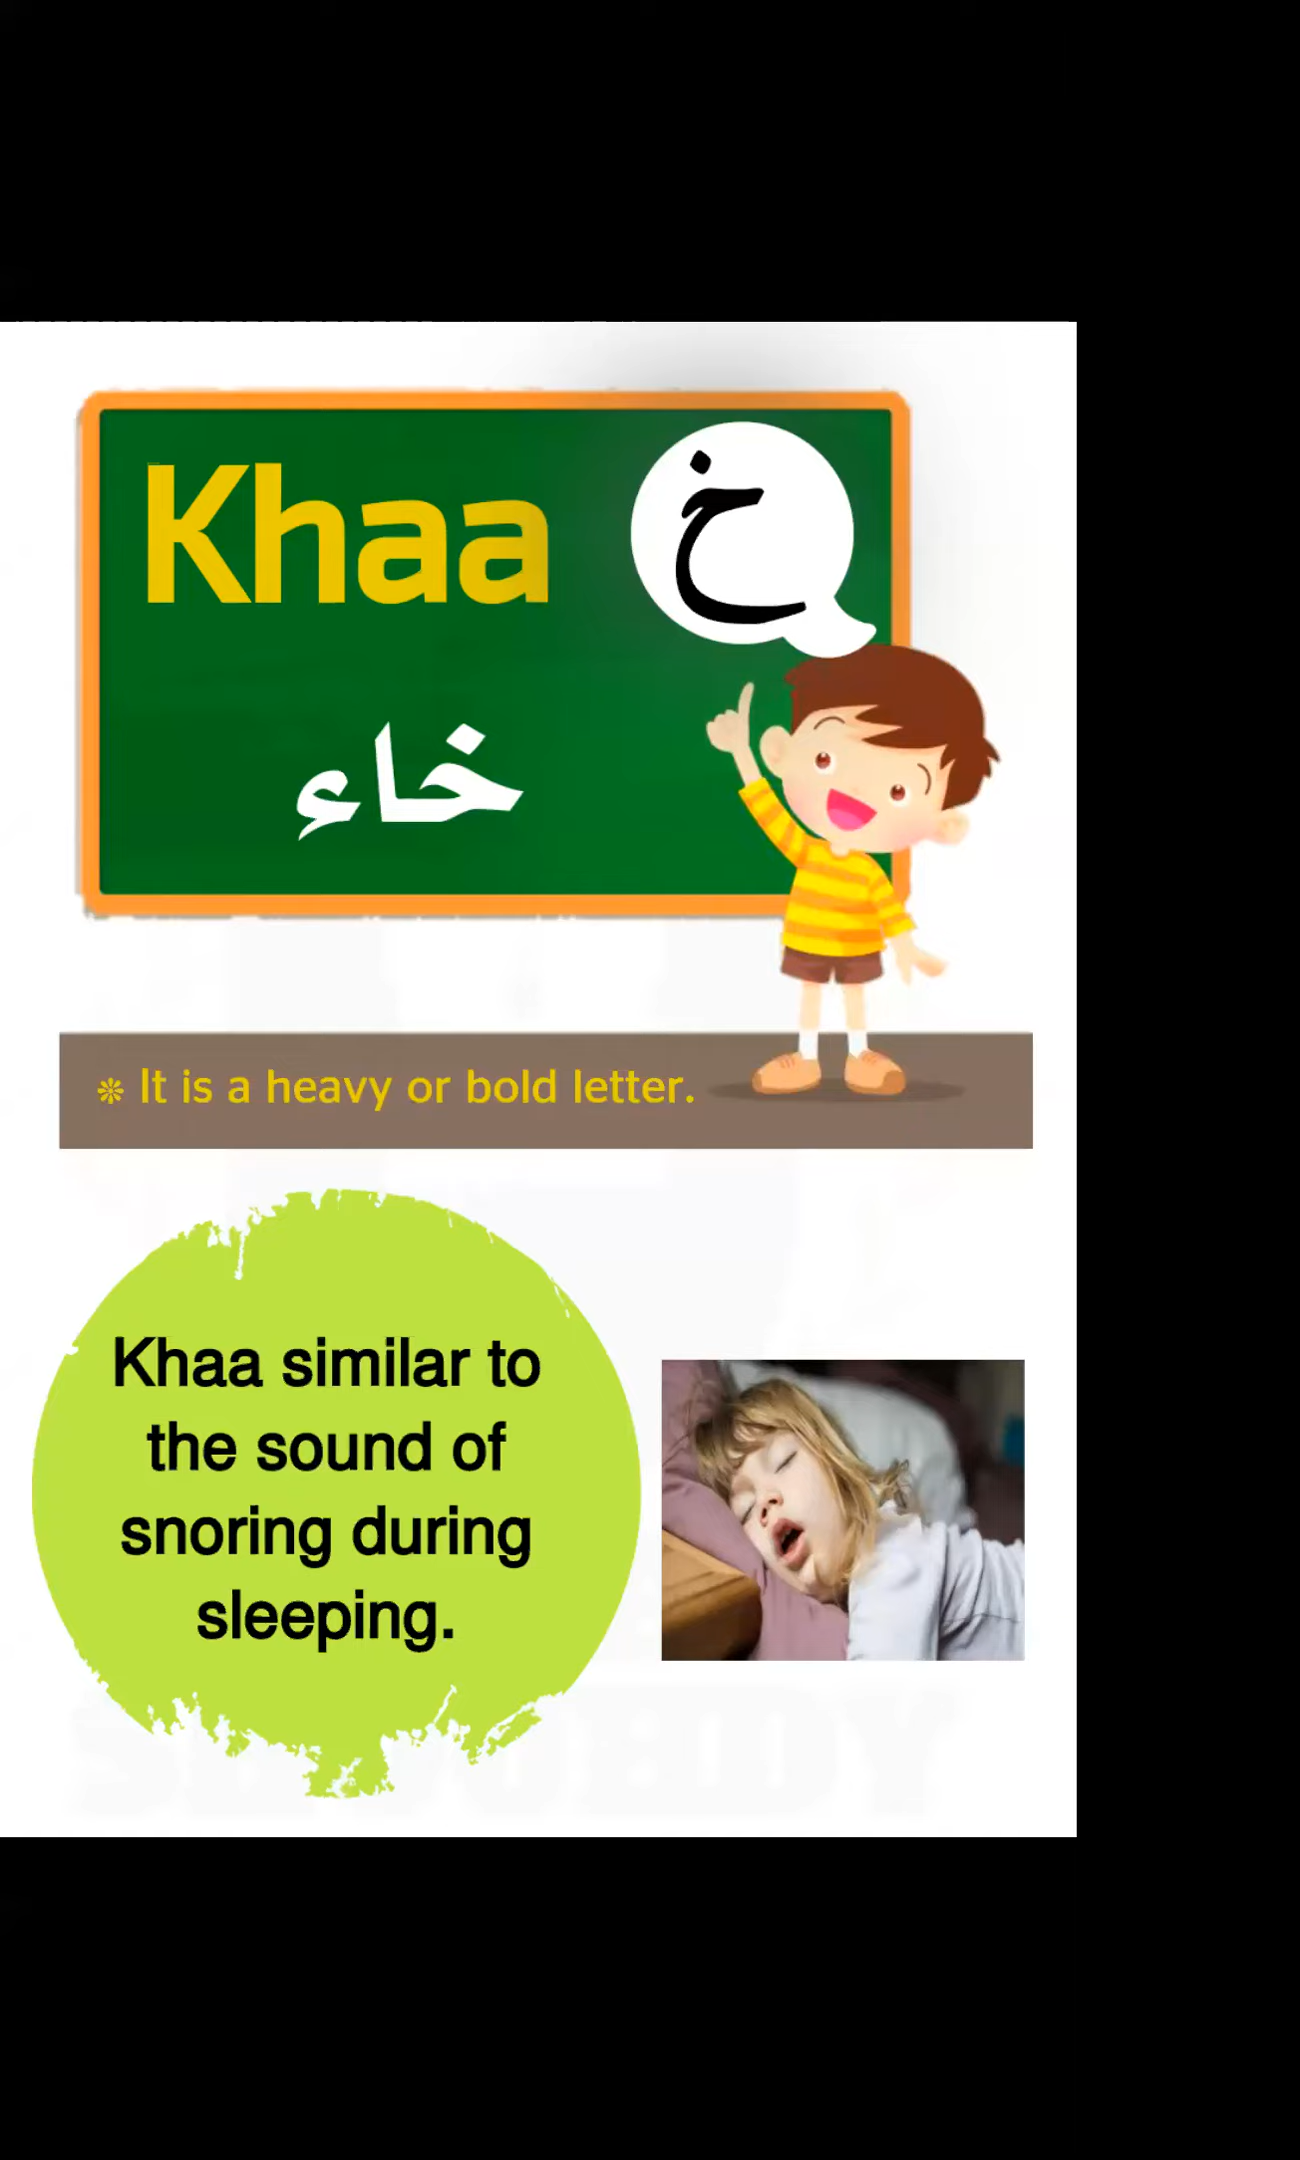 Khaa
خ
خاء
❊ It is a heavy or bold letter.
Khaa similar to
the sound of
snoring during
sleeping.